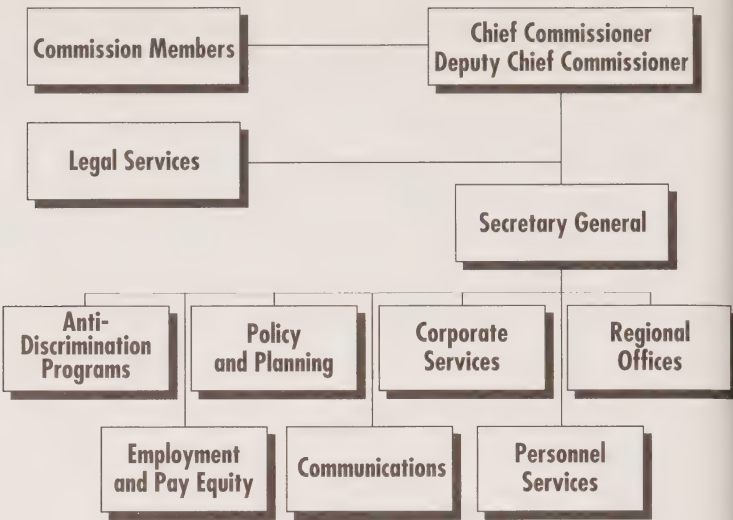 Commission Members
Chief Commissioner
Deputy Chief Commissioner
Legal Services
Secretary General
Anti-
Discrimination
Programs
Policy
and Planning
Corporate
Services
Regional
Offices
Employment
and Pay Equity
Communications
Personnel
Services